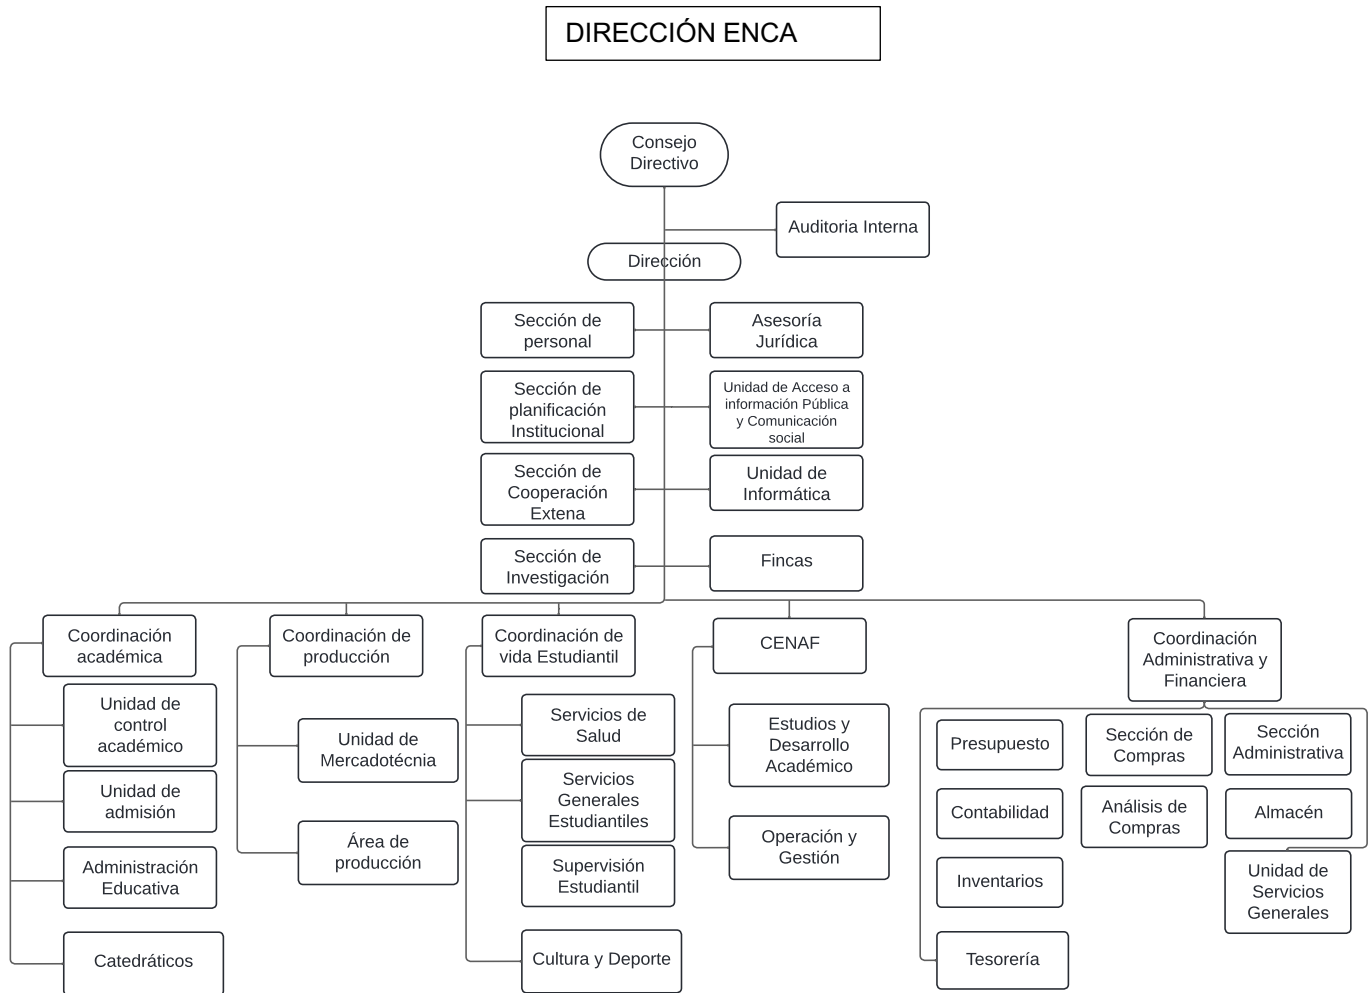 DIRECCIÓN ENCA
Consejo
Directivo
Auditoria Interna
Dirección
Sección de
personal
Asesoría
Jurídica
Sección de
planificación
Institucional
Unidad de Acceso a
información Pública
y Comunicación
social
Sección de
Cooperación
Extena
Unidad de
Informática
Sección de
Investigación
Fincas
Coordinación
académica
Coordinación de
producción
Coordinación de
vida Estudiantil
CENAF
Coordinación
Administrativa y
Financiera
Unidad de
control
académico
Unidad de
admisión
Administración
Educativa
Catedráticos
Unidad de
Mercadotécnia
Área de
producción
Servicios de
Salud
Servicios
Generales
Estudiantiles
Supervisión
Estudiantil
Cultura y Deporte
Estudios y
Desarrollo
Académico
Operación y
Gestión
Presupuesto
Contabilidad
Inventarios
Tesorería
Sección de
Compras
Análisis de
Compras
Sección
Administrativa
Almacén
Unidad de
Servicios
Generales